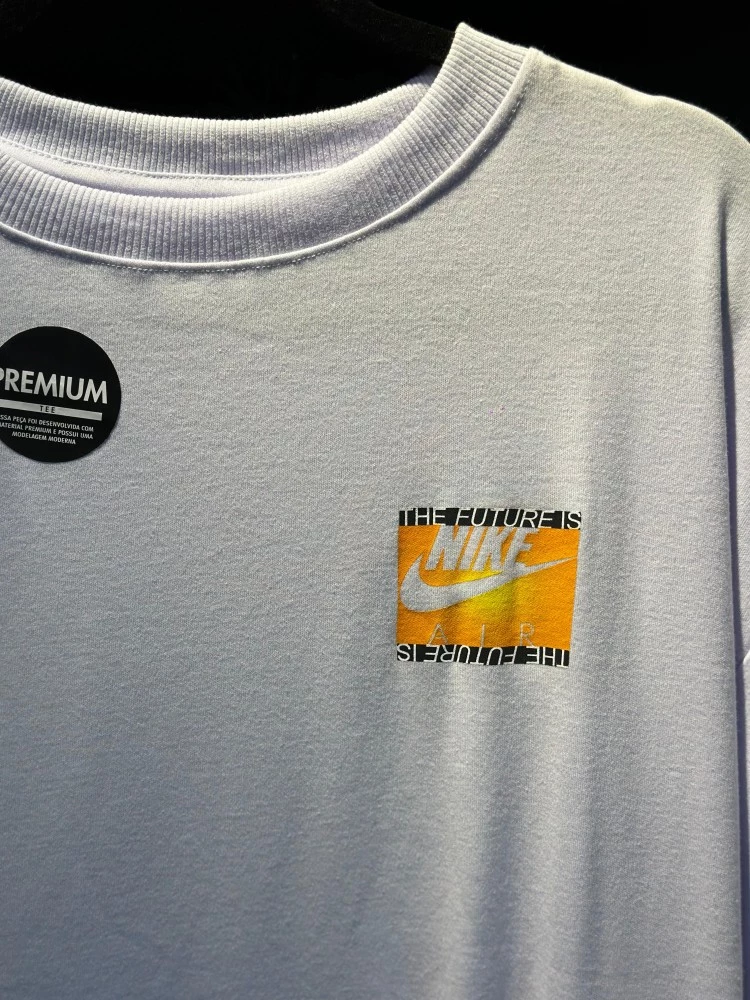 PREMIUM
TEE
SSA PEÇA FOI DESENVOLVIDA COM
MATERIAL PREMIUM E POSSUI UMA
MODELAGEM MODERNA
THE FUTURE IS
NIKE
AIR
THE FUTURE IS